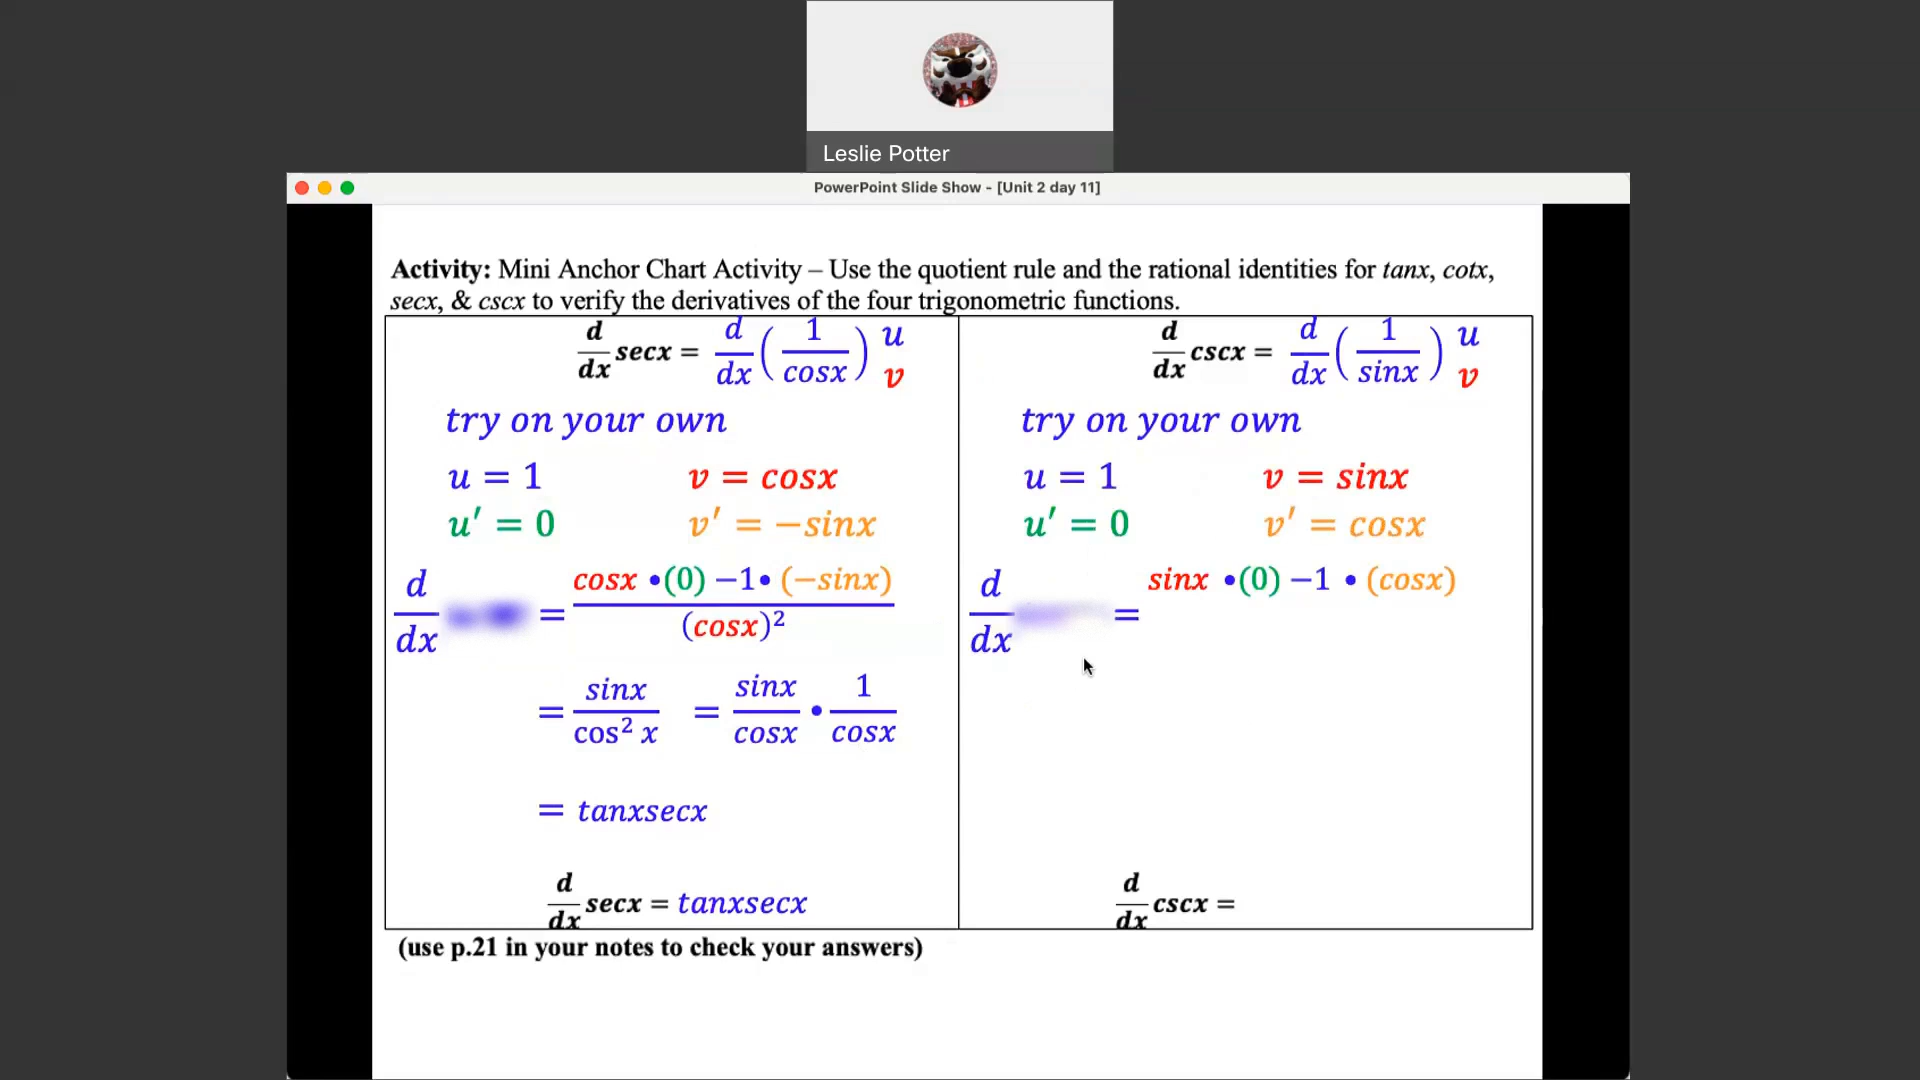 Leslie Potter
PowerPoint Slide Show - [Unit 2 day 11]
Activity: Mini Anchor Chart Activity – Use the quotient rule and the rational identities for tanx, cotx,
secx, & cscx to verify the derivatives of the four trigonometric functions.
d/dx secx = d/dx (1/cosx) u v
try on your own
u = 1 v = cosx
u′ = 0 v′ = −sinx
d/dx = cosx •(0) −1• (−sinx) / (cosx)²
= sinx/cos² x = sinx/cosx • 1/cosx
= tanxsecx
d/dx secx = tanxsecx
d/dx cscx = d/dx (1/sinx) u v
try on your own
u = 1 v = sinx
u′ = 0 v′ = cosx
d/dx = sinx •(0) −1 • (cosx)
d/dx cscx =
(use p.21 in your notes to check your answers)